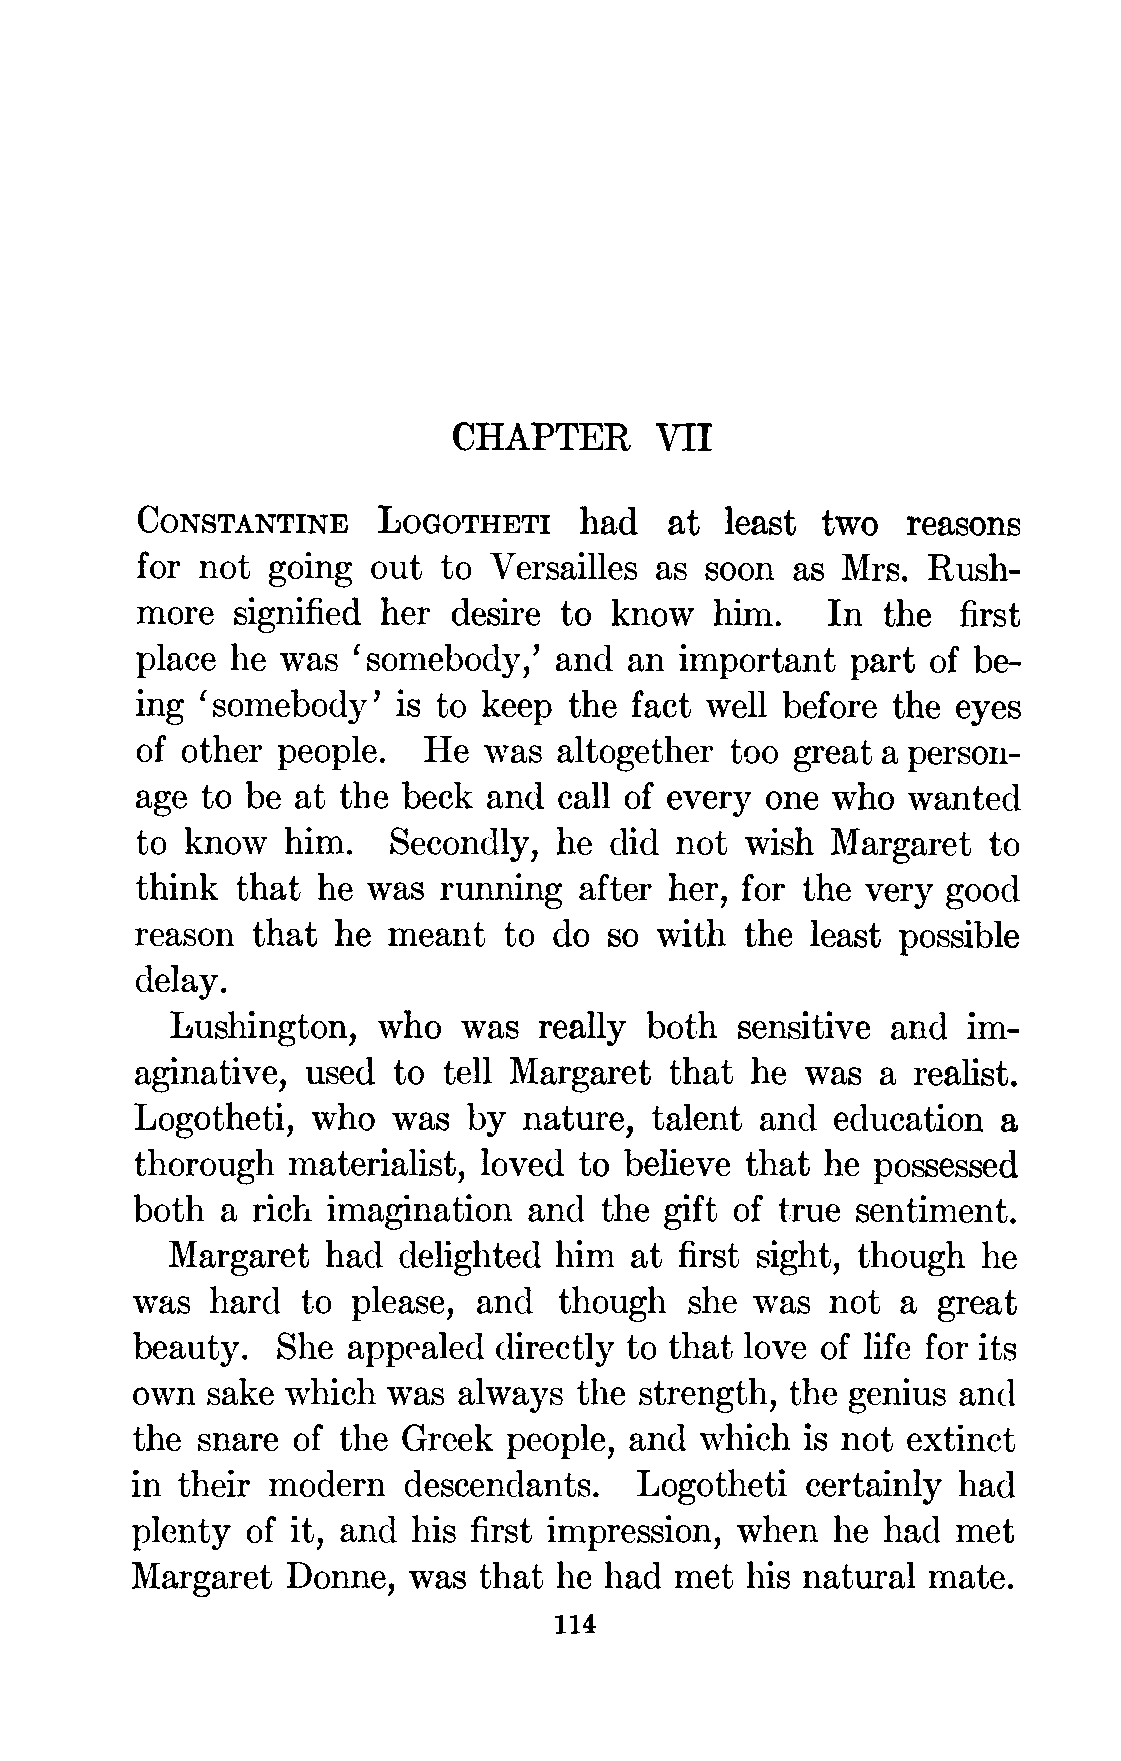 CHAPTER VII
CONSTANTINE LOGOTHETI had at least two reasons
for not going out to Versailles as soon as Mrs. Rush-
more signified her desire to know him. In the first
place he was ‘somebody,’ and an important part of be-
ing ‘somebody’ is to keep the fact well before the eyes
of other people. He was altogether too great a person-
age to be at the beck and call of every one who wanted
to know him. Secondly, he did not wish Margaret to
think that he was running after her, for the very good
reason that he meant to do so with the least possible
delay.
Lushington, who was really both sensitive and im-
aginative, used to tell Margaret that he was a realist.
Logotheti, who was by nature, talent and education a
thorough materialist, loved to believe that he possessed
both a rich imagination and the gift of true sentiment.
Margaret had delighted him at first sight, though he
was hard to please, and though she was not a great
beauty. She appealed directly to that love of life for its
own sake which was always the strength, the genius and
the snare of the Greek people, and which is not extinct
in their modern descendants. Logotheti certainly had
plenty of it, and his first impression, when he had met
Margaret Donne, was that he had met his natural mate.
114